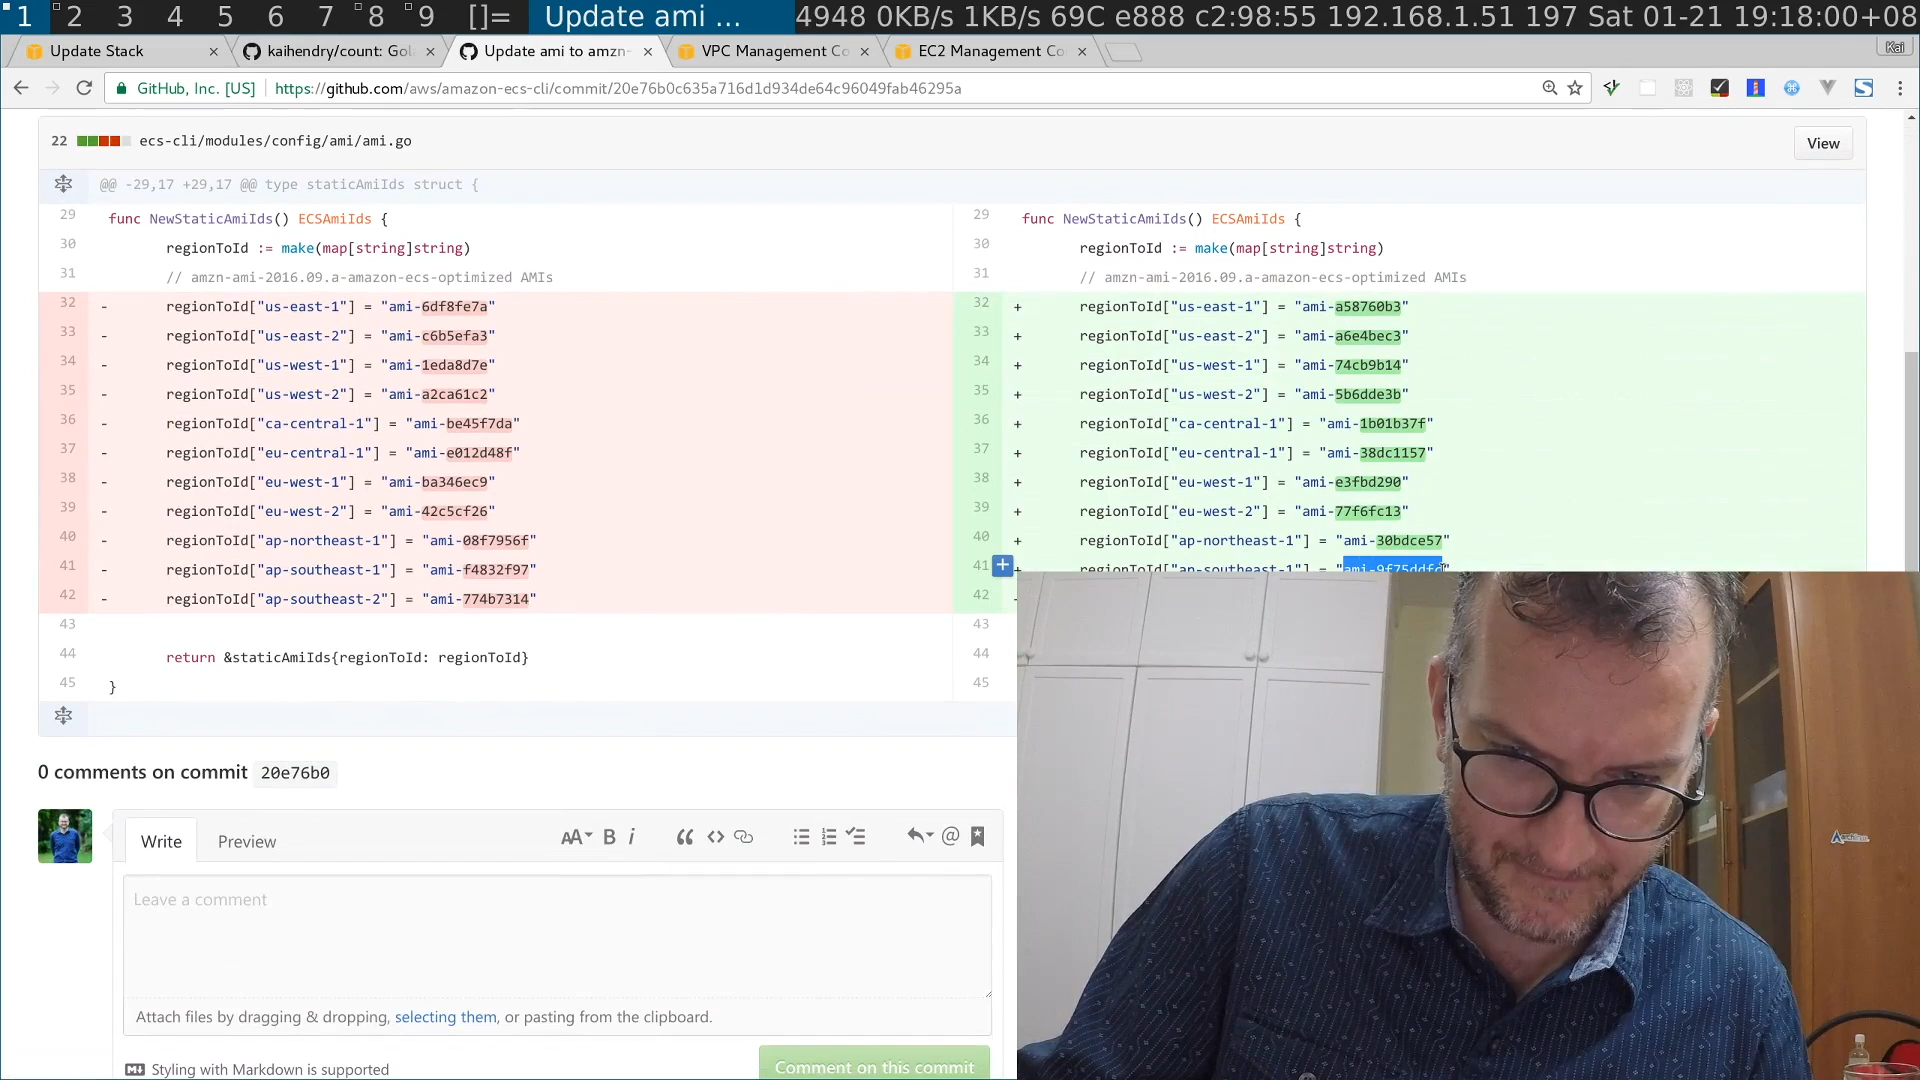 1 2 3 4 5 6 7 8 9 []= Update ami ... 4948 0KB/s 1KB/s 69C e888 c2:98:55 192.168.1.51 197 Sat 01-21 19:18:00+08
Update Stack × kaihendry/count: Gol × Update ami to amzn- × VPC Management Co × EC2 Management Co × Kai
GitHub, Inc. [US] https://github.com/aws/amazon-ecs-cli/commit/20e76b0c635a716d1d934de64c96049fab46295a
22 ecs-cli/modules/config/ami/ami.go View
@@ -29,17 +29,17 @@ type staticAmiIds struct {
29 func NewStaticAmiIds() ECSAmiIds { 29 func NewStaticAmiIds() ECSAmiIds {
30 regionToId := make(map[string]string) 30 regionToId := make(map[string]string)
31 // amzn-ami-2016.09.a-amazon-ecs-optimized AMIs 31 // amzn-ami-2016.09.a-amazon-ecs-optimized AMIs
32 - regionToId["us-east-1"] = "ami-6df8fe7a" 32 + regionToId["us-east-1"] = "ami-a58760b3"
33 - regionToId["us-east-2"] = "ami-c6b5efa3" 33 + regionToId["us-east-2"] = "ami-a6e4bec3"
34 - regionToId["us-west-1"] = "ami-1eda8d7e" 34 + regionToId["us-west-1"] = "ami-74cb9b14"
35 - regionToId["us-west-2"] = "ami-a2ca61c2" 35 + regionToId["us-west-2"] = "ami-5b6dde3b"
36 - regionToId["ca-central-1"] = "ami-be45f7da" 36 + regionToId["ca-central-1"] = "ami-1b01b37f"
37 - regionToId["eu-central-1"] = "ami-e012d48f" 37 + regionToId["eu-central-1"] = "ami-38dc1157"
38 - regionToId["eu-west-1"] = "ami-ba346ec9" 38 + regionToId["eu-west-1"] = "ami-e3fbd290"
39 - regionToId["eu-west-2"] = "ami-42c5cf26" 39 + regionToId["eu-west-2"] = "ami-77f6fc13"
40 - regionToId["ap-northeast-1"] = "ami-08f7956f" 40 + regionToId["ap-northeast-1"] = "ami-30bdce57"
41 - regionToId["ap-southeast-1"] = "ami-f4832f97" 41 + regionToId["ap-southeast-1"] = "ami-9f75ddfc"
42 - regionToId["ap-southeast-2"] = "ami-774b7314" 42
43 43
44 return &staticAmiIds{regionToId: regionToId} 44
45 } 45
0 comments on commit 20e76b0
Write Preview AA B i “ <> @
Leave a comment
Attach files by dragging & dropping, selecting them, or pasting from the clipboard.
Styling with Markdown is supported Comment on this commit